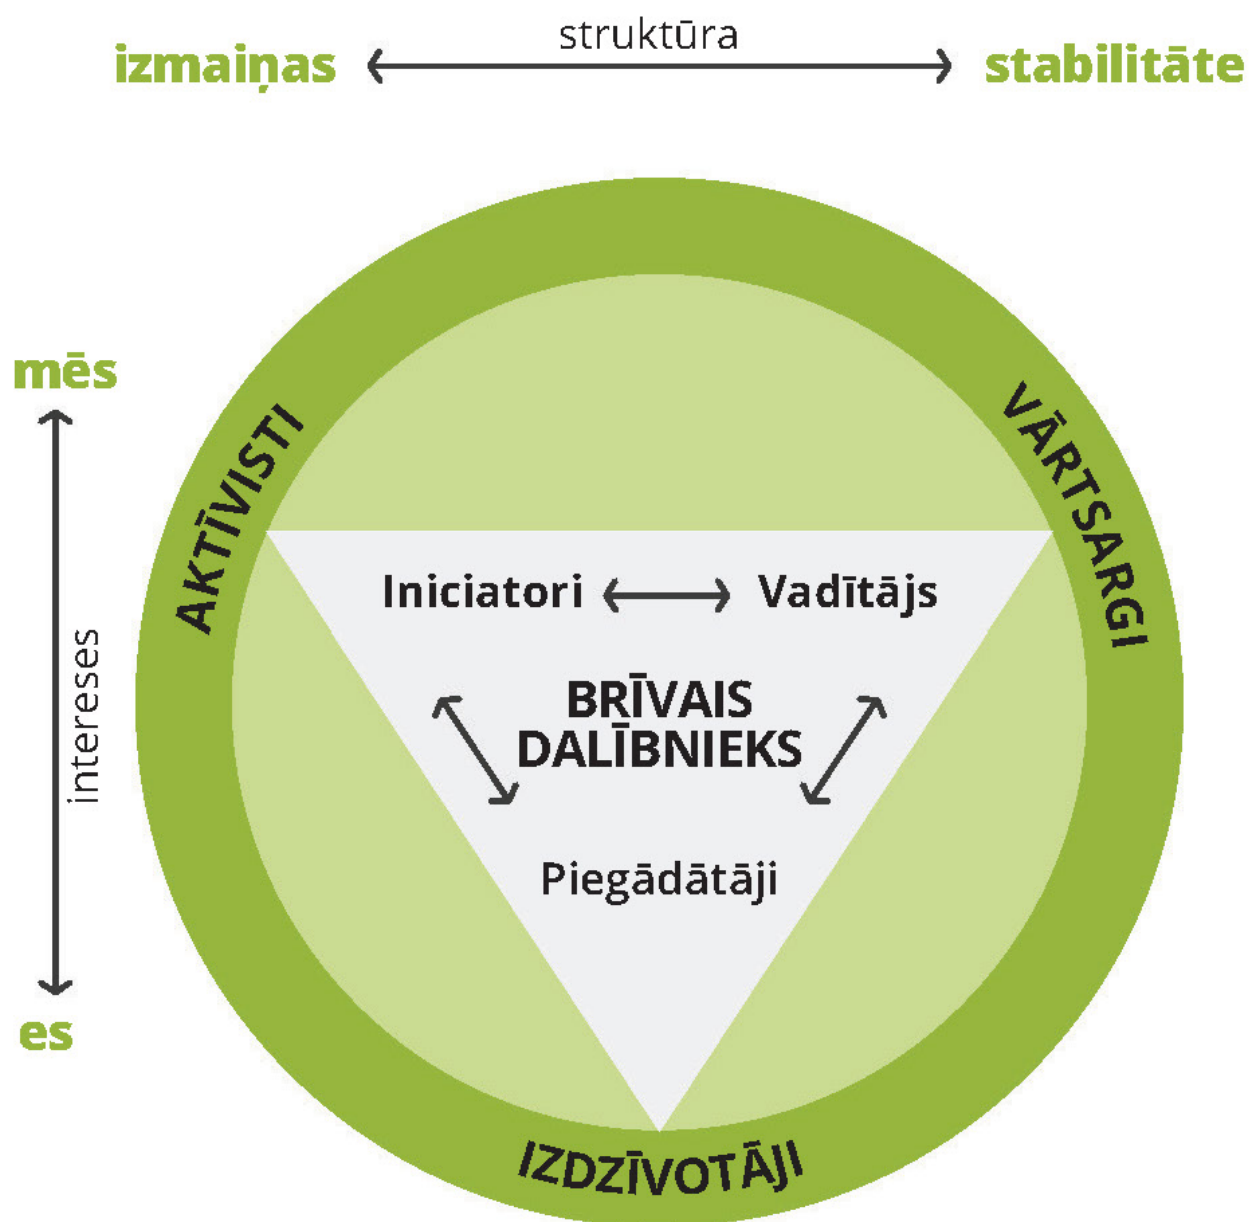 struktūra
izmaiņas
stabilitāte
mēs
AKTĪVISTI
VĀRTSARGI
Iniciatori
Vadītājs
intereses
BRĪVAIS
DALĪBNIEKS
Piegādātāji
es
IZDZĪVOTĀJI